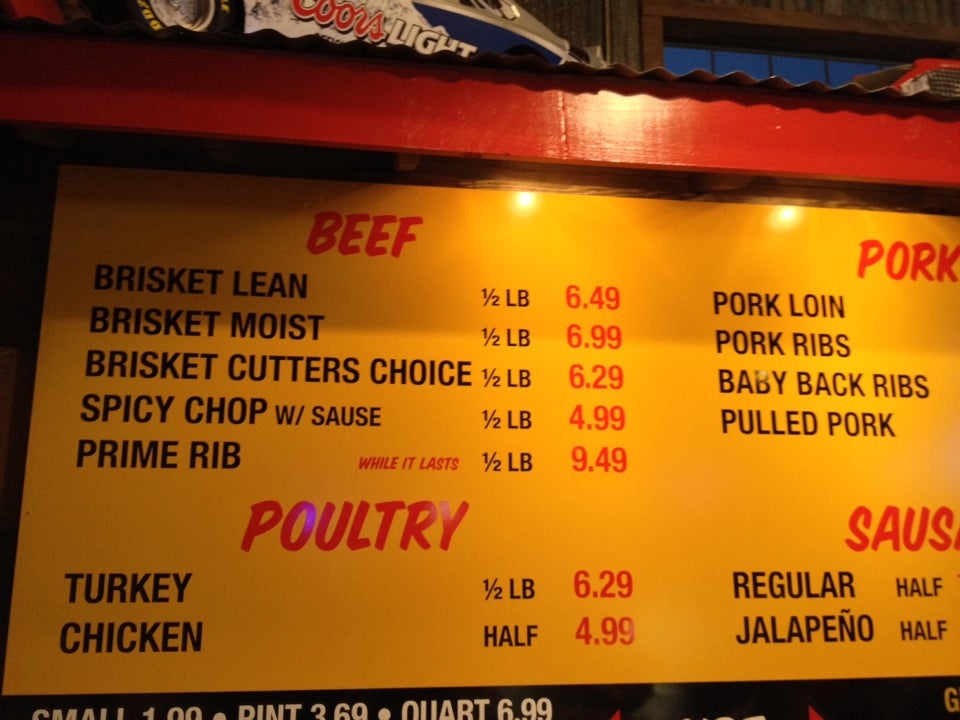 Coors LIGHT
BEEF
BRISKET LEAN ½ LB 6.49
BRISKET MOIST ½ LB 6.99
BRISKET CUTTERS CHOICE ½ LB 6.29
SPICY CHOP W/ SAUSE ½ LB 4.99
PRIME RIB WHILE IT LASTS ½ LB 9.49
POULTRY
TURKEY ½ LB 6.29
CHICKEN HALF 4.99
PORK
PORK LOIN
PORK RIBS
BABY BACK RIBS
PULLED PORK
SAUSA
REGULAR HALF
JALAPEÑO HALF
SMALL 1.99 • PINT 3.69 • QUART 6.99